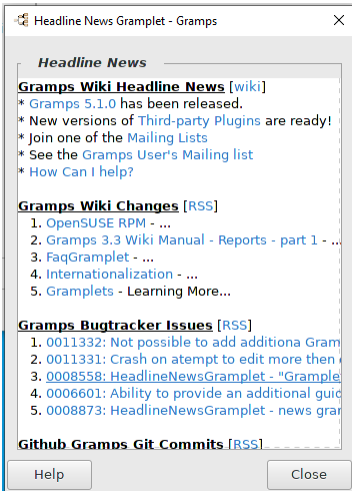 Headline News Gramplet - Gramps
Headline News
Gramps Wiki Headline News [wiki]
* Gramps 5.1.0 has been released.
* New versions of Third-party Plugins are ready!
* Join one of the Mailing Lists
* See the Gramps User's Mailing list
* How Can I help?
Gramps Wiki Changes [RSS]
1. OpenSUSE RPM - ...
2. Gramps 3.3 Wiki Manual - Reports - part 1 - ...
3. FaqGramplet - ...
4. Internationalization - ...
5. Gramplets - Learning More...
Gramps Bugtracker Issues [RSS]
1. 0011332: Not possible to add additiona Gram
2. 0011331: Crash on atempt to edit more then
3. 0008558: HeadlineNewsGramplet - "Grample
4. 0006601: Ability to provide an additional guid
5. 0008873: HeadlineNewsGramplet - news gran
Github Gramps Git Commits [RSS]
Help
Close